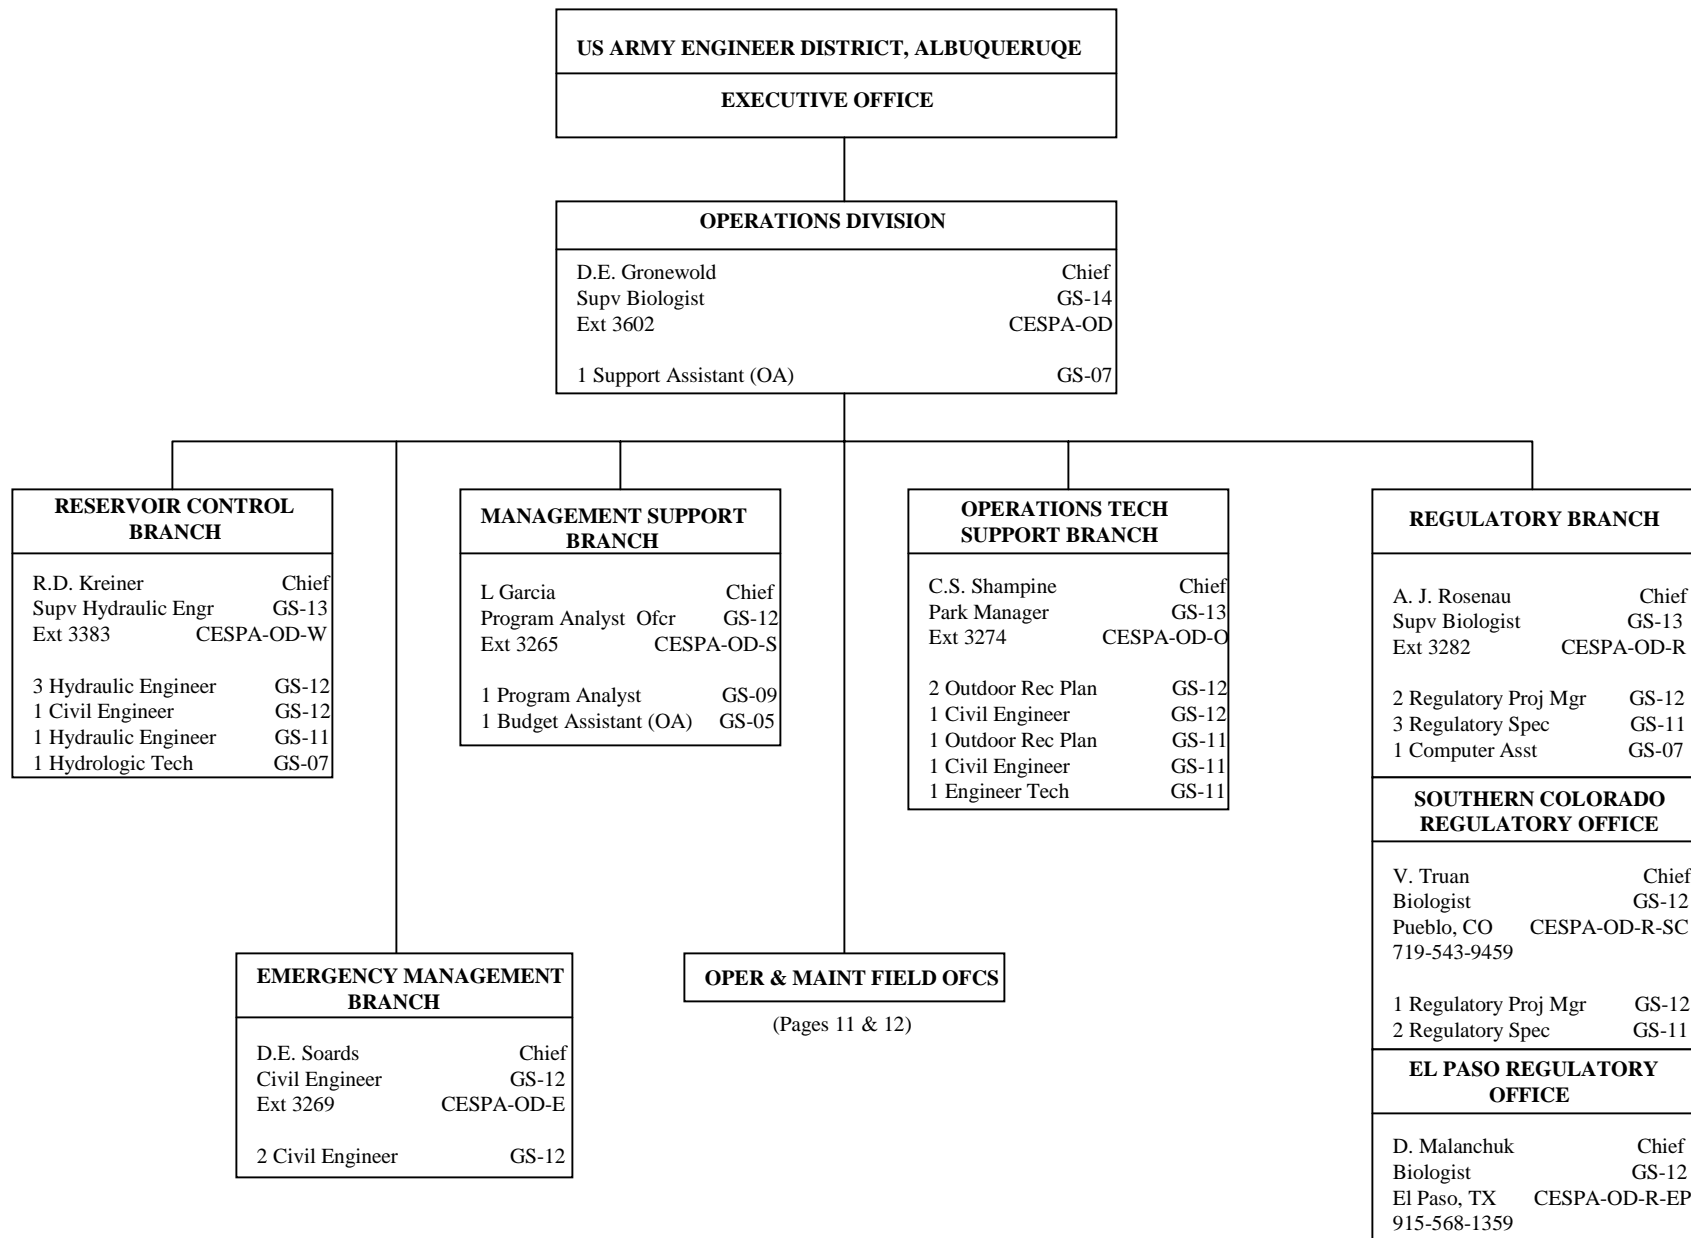 US ARMY ENGINEER DISTRICT, ALBUQUERUQE
EXECUTIVE OFFICE
OPERATIONS DIVISION
D.E. Gronewold Chief
Supv Biologist GS-14
Ext 3602 CESPA-OD
1 Support Assistant (OA) GS-07
RESERVOIR CONTROL
BRANCH
R.D. Kreiner Chief
Supv Hydraulic Engr GS-13
Ext 3383 CESPA-OD-W
3 Hydraulic Engineer GS-12
1 Civil Engineer GS-12
1 Hydraulic Engineer GS-11
1 Hydrologic Tech GS-07
MANAGEMENT SUPPORT
BRANCH
L Garcia Chief
Program Analyst Ofcr GS-12
Ext 3265 CESPA-OD-S
1 Program Analyst GS-09
1 Budget Assistant (OA) GS-05
OPERATIONS TECH
SUPPORT BRANCH
C.S. Shampine Chief
Park Manager GS-13
Ext 3274 CESPA-OD-O
2 Outdoor Rec Plan GS-12
1 Civil Engineer GS-12
1 Outdoor Rec Plan GS-11
1 Civil Engineer GS-11
1 Engineer Tech GS-11
REGULATORY BRANCH
A. J. Rosenau Chief
Supv Biologist GS-13
Ext 3282 CESPA-OD-R
2 Regulatory Proj Mgr GS-12
3 Regulatory Spec GS-11
1 Computer Asst GS-07
SOUTHERN COLORADO
REGULATORY OFFICE
V. Truan Chief
Biologist GS-12
Pueblo, CO CESPA-OD-R-SC
719-543-9459
1 Regulatory Proj Mgr GS-12
2 Regulatory Spec GS-11
EL PASO REGULATORY
OFFICE
D. Malanchuk Chief
Biologist GS-12
El Paso, TX CESPA-OD-R-EP
915-568-1359
EMERGENCY MANAGEMENT
BRANCH
D.E. Soards Chief
Civil Engineer GS-12
Ext 3269 CESPA-OD-E
2 Civil Engineer GS-12
OPER & MAINT FIELD OFCS
(Pages 11 & 12)